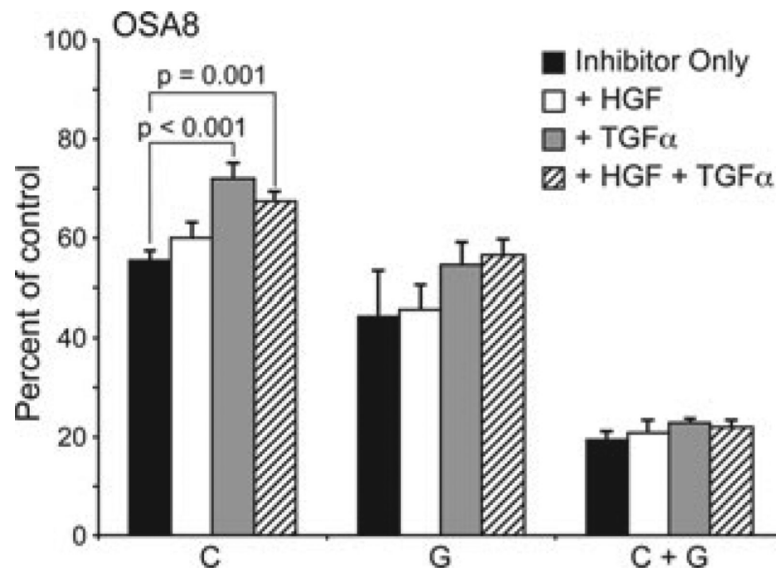 OSA8
100
80
60
40
20
0
Percent of control
p = 0.001
p < 0.001
Inhibitor Only
+ HGF
+ TGFα
+ HGF + TGFα
C
G
C + G